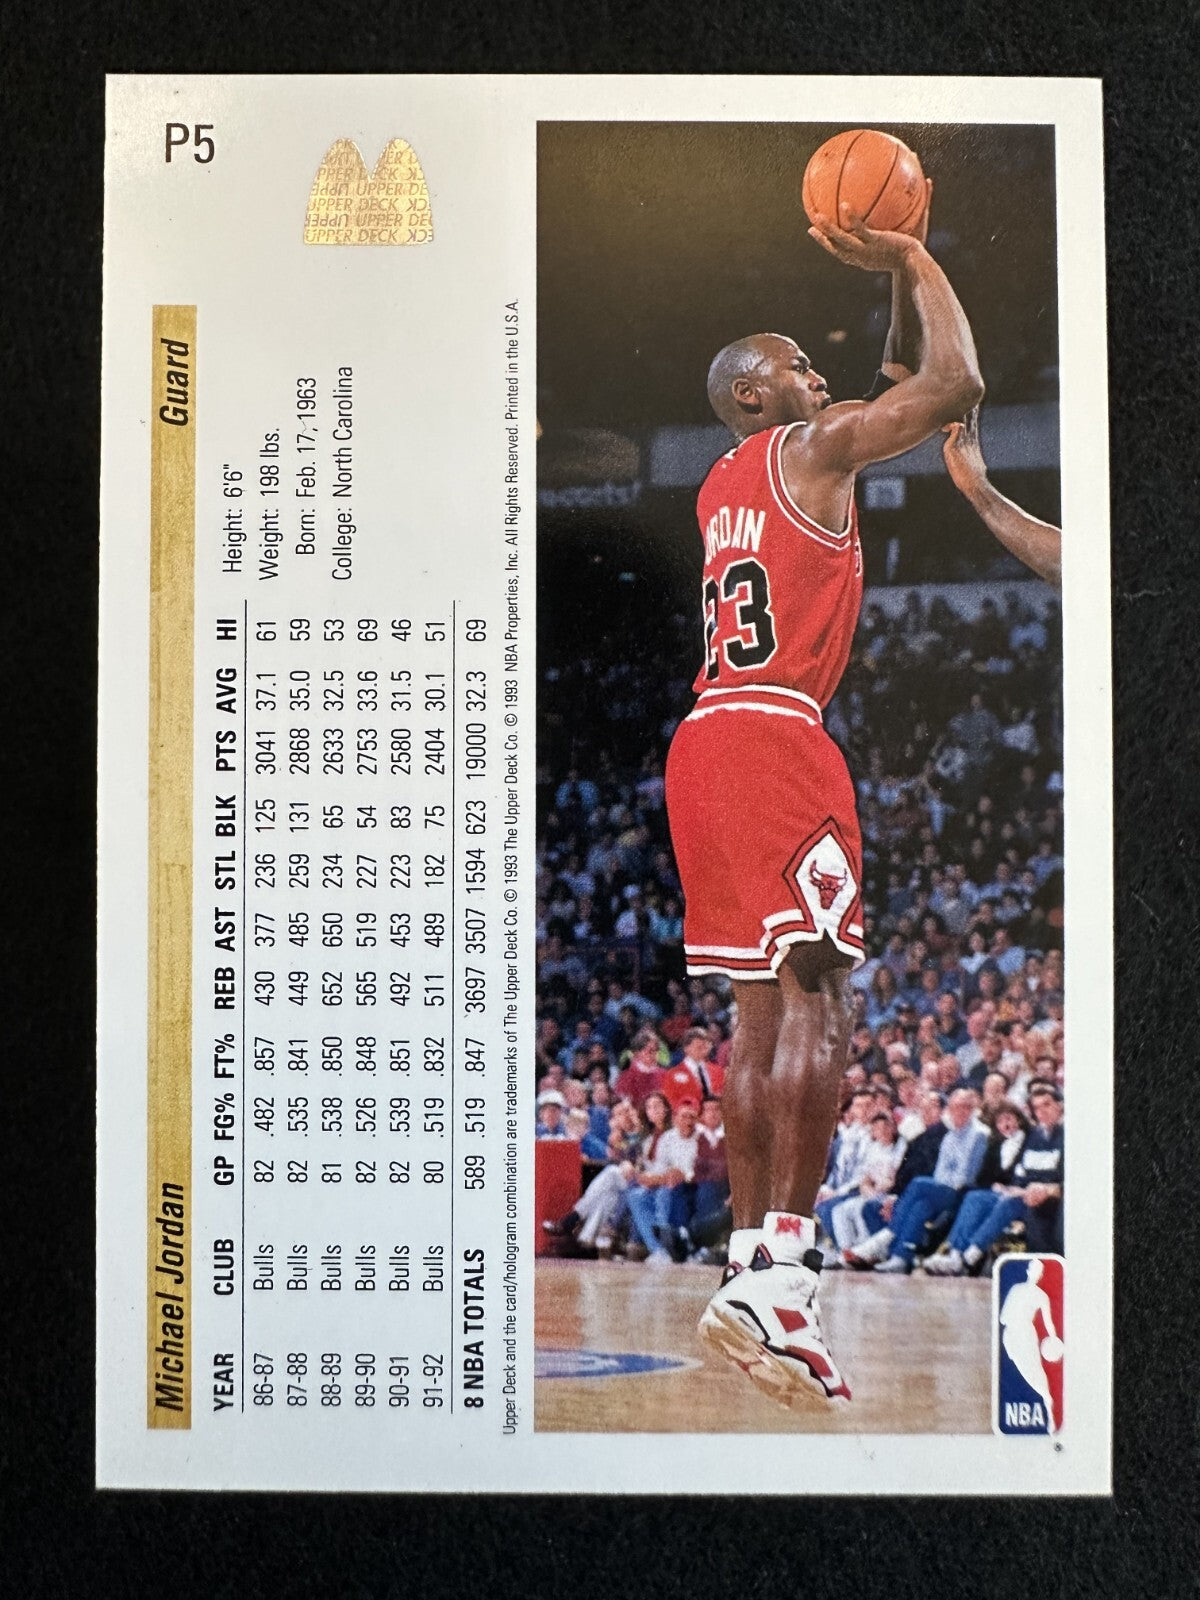 P5
UPPER DECK
Michael Jordan Guard
Height: 6'6"
Weight: 198 lbs.
Born: Feb. 17, 1963
College: North Carolina
YEAR CLUB GP FG% FT% REB AST STL BLK PTS AVG HI
86-87 Bulls 82 .482 .857 430 377 236 125 3041 37.1 61
87-88 Bulls 82 .535 .841 449 485 259 131 2868 35.0 59
88-89 Bulls 81 .538 .850 652 650 234 65 2633 32.5 53
89-90 Bulls 82 .526 .848 565 519 227 54 2753 33.6 69
90-91 Bulls 82 .539 .851 492 453 223 83 2580 31.5 46
91-92 Bulls 80 .519 .832 511 489 182 75 2404 30.1 51
8 NBA TOTALS 589 .519 .847 3697 3507 1594 623 19000 32.3 69
Upper Deck and the card/hologram combination are trademarks of The Upper Deck Co. © 1993 The Upper Deck Co. © 1993 NBA Properties, Inc. All Rights Reserved. Printed in the U.S.A.
RDAN
23
NBA